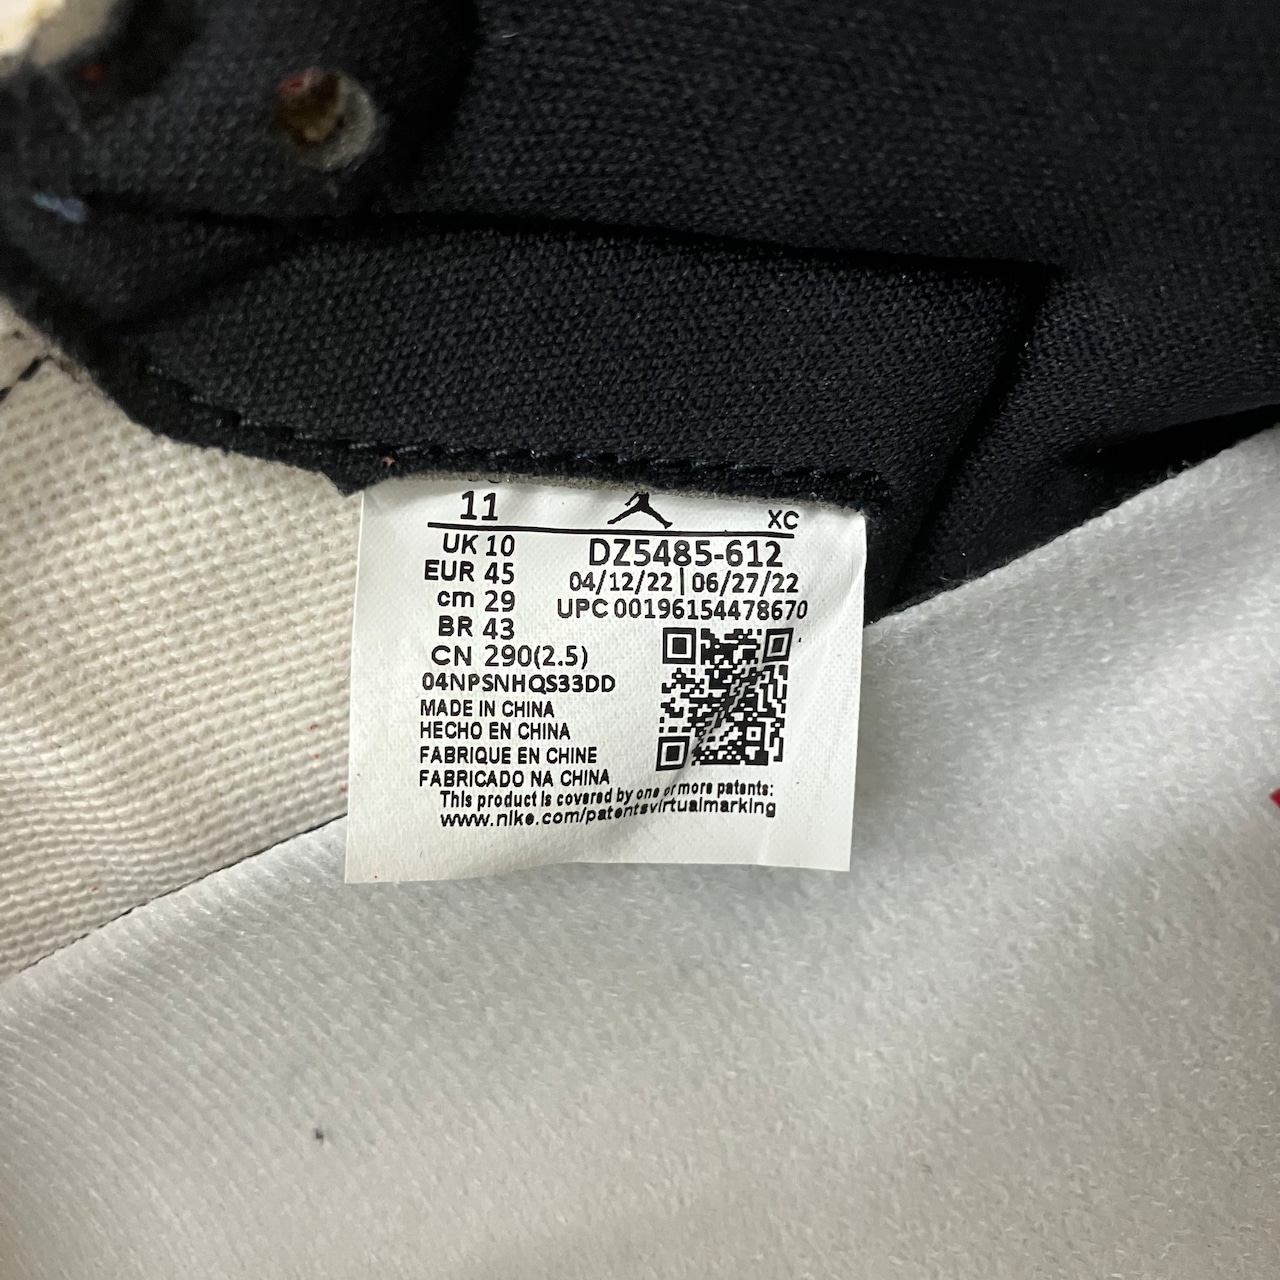 11 XC
UK 10 DZ5485-612
EUR 45 04/12/22 | 06/27/22
cm 29 UPC 00196154478670
BR 43
CN 290(2.5)
04NPSNHQS33DD
MADE IN CHINA
HECHO EN CHINA
FABRIQUE EN CHINE
FABRICADO NA CHINA
This product is covered by one or more patents:
www.nike.com/patentsvirtualmarking